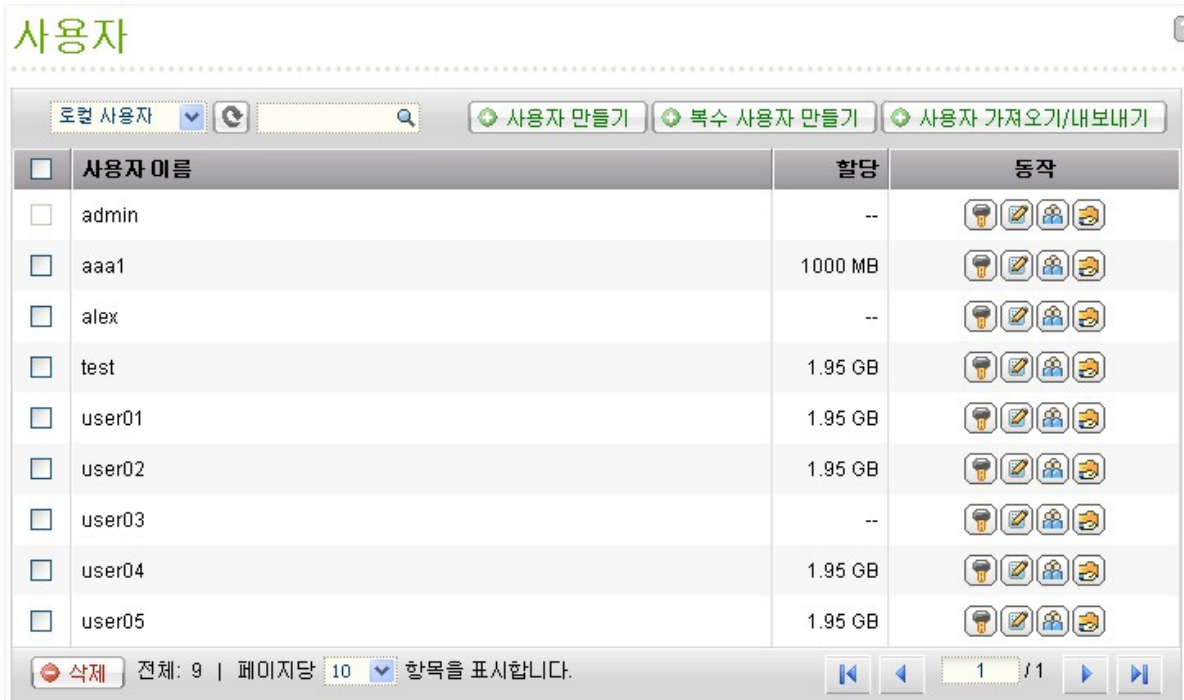 사용자
로컬 사용자 사용자 만들기 복수 사용자 만들기 사용자 가져오기/내보내기
사용자 이름 할당 동작
admin --
aaa1 1000 MB
alex --
test 1.95 GB
user01 1.95 GB
user02 1.95 GB
user03 --
user04 1.95 GB
user05 1.95 GB
삭제 전체: 9 | 페이지당 10 항목을 표시합니다. 1 / 1